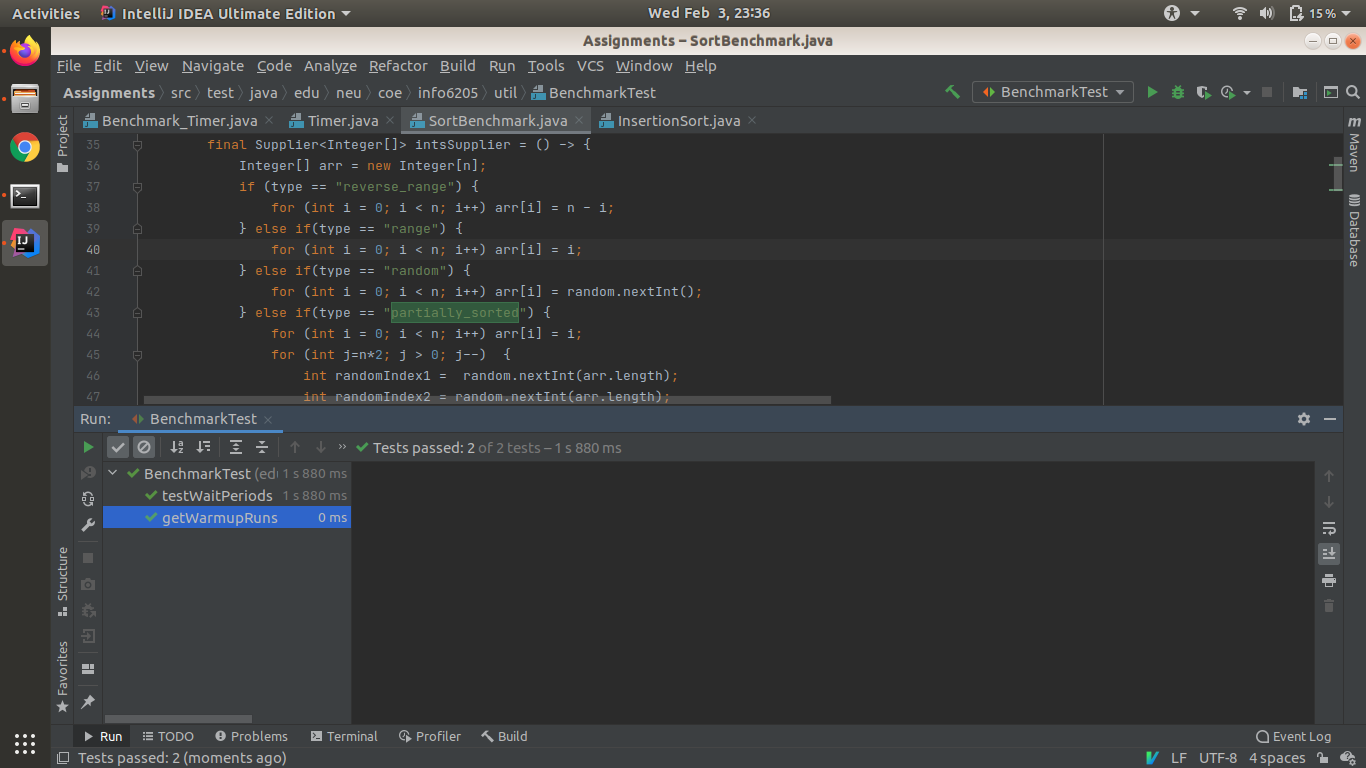 Activities IntelliJ IDEA Ultimate Edition Wed Feb 3, 23:36 15%
Assignments – SortBenchmark.java
File Edit View Navigate Code Analyze Refactor Build Run Tools VCS Window Help
Assignments src test java edu neu coe info6205 util BenchmarkTest BenchmarkTest
Benchmark_Timer.java Timer.java SortBenchmark.java InsertionSort.java
Project
Maven
Database
35 final Supplier<Integer[]> intsSupplier = () -> {
36 Integer[] arr = new Integer[n];
37 if (type == "reverse_range") {
38 for (int i = 0; i < n; i++) arr[i] = n - i;
39 } else if(type == "range") {
40 for (int i = 0; i < n; i++) arr[i] = i;
41 } else if(type == "random") {
42 for (int i = 0; i < n; i++) arr[i] = random.nextInt();
43 } else if(type == "partially_sorted") {
44 for (int i = 0; i < n; i++) arr[i] = i;
45 for (int j=n*2; j > 0; j--) {
46 int randomIndex1 = random.nextInt(arr.length);
47 int randomIndex2 = random.nextInt(arr.length);
Run: BenchmarkTest
Tests passed: 2 of 2 tests – 1 s 880 ms
BenchmarkTest (edu 1 s 880 ms
testWaitPeriods 1 s 880 ms
getWarmupRuns 0 ms
Structure
Favorites
Run TODO Problems Terminal Profiler Build Event Log
Tests passed: 2 (moments ago) LF UTF-8 4 spaces